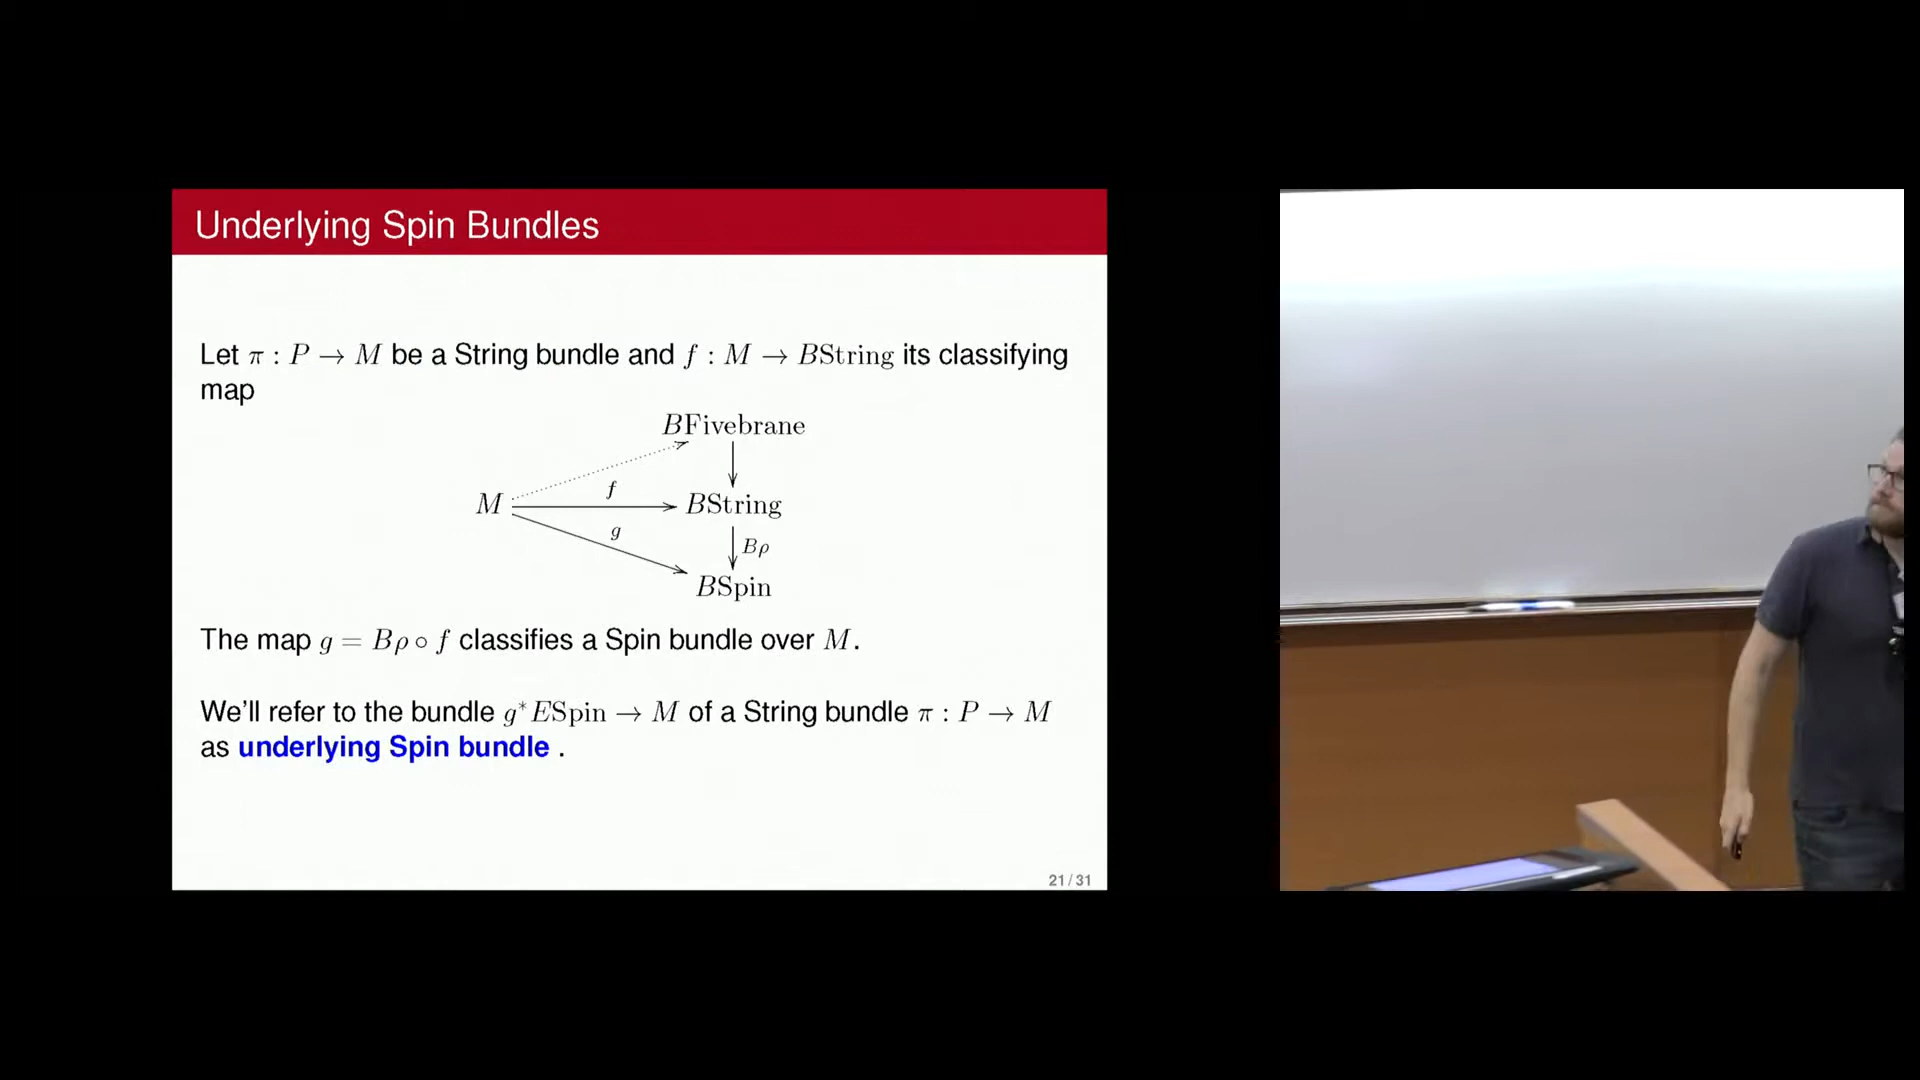 Underlying Spin Bundles
Let π : P → M be a String bundle and f : M → BString its classifying
map
BFivebrane
M
f
BString
g
Bρ
BSpin
The map g = Bρ ∘ f classifies a Spin bundle over M.
We'll refer to the bundle g*ESpin → M of a String bundle π : P → M
as underlying Spin bundle .
21 / 31